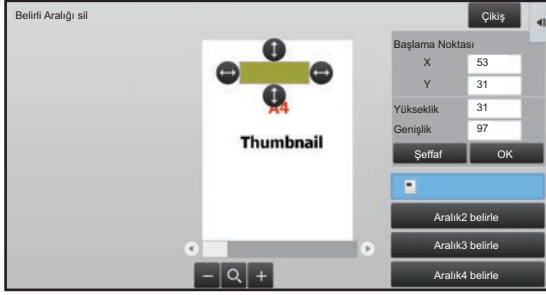 Belirli Aralığı sil
Çikiş
Başlama Noktası
X 53
Y 31
Yükseklik 31
Genişlik 97
Şeffaf OK
A4
Thumbnail
Aralık2 belirle
Aralık3 belirle
Aralık4 belirle